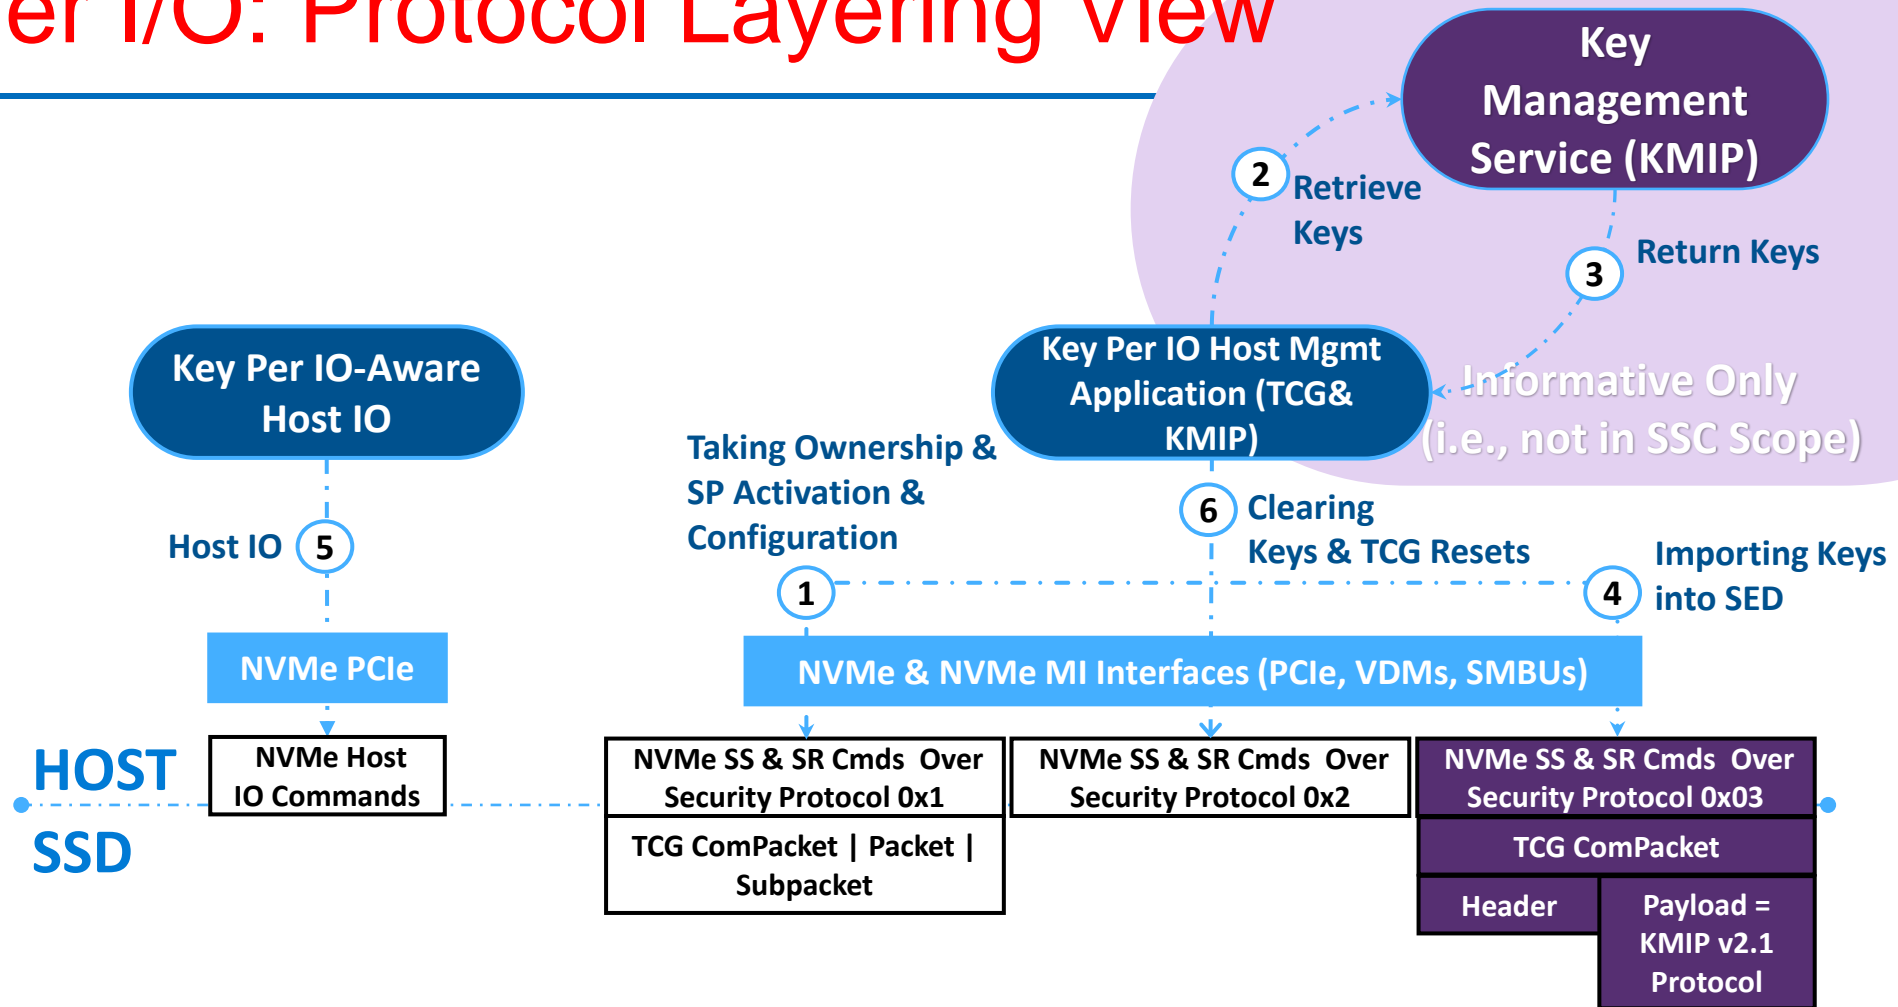 er I/O: Protocol Layering View
Key
Management
Service (KMIP)
2
Retrieve
Keys
Return Keys
3
Key Per IO-Aware
Host IO
Key Per IO Host Mgmt
Application (TCG&
KMIP)
Informative Only
(i.e., not in SSC Scope)
Taking Ownership &
SP Activation &
Configuration
6
Clearing
Keys & TCG Resets
Host IO
5
Importing Keys
into SED
1
4
NVMe PCIe
NVMe & NVMe MI Interfaces (PCIe, VDMs, SMBUs)
HOST
SSD
NVMe Host
IO Commands
NVMe SS & SR Cmds Over
Security Protocol 0x1
TCG ComPacket | Packet |
Subpacket
NVMe SS & SR Cmds Over
Security Protocol 0x2
NVMe SS & SR Cmds Over
Security Protocol 0x03
TCG ComPacket
Header
Payload =
KMIP v2.1
Protocol